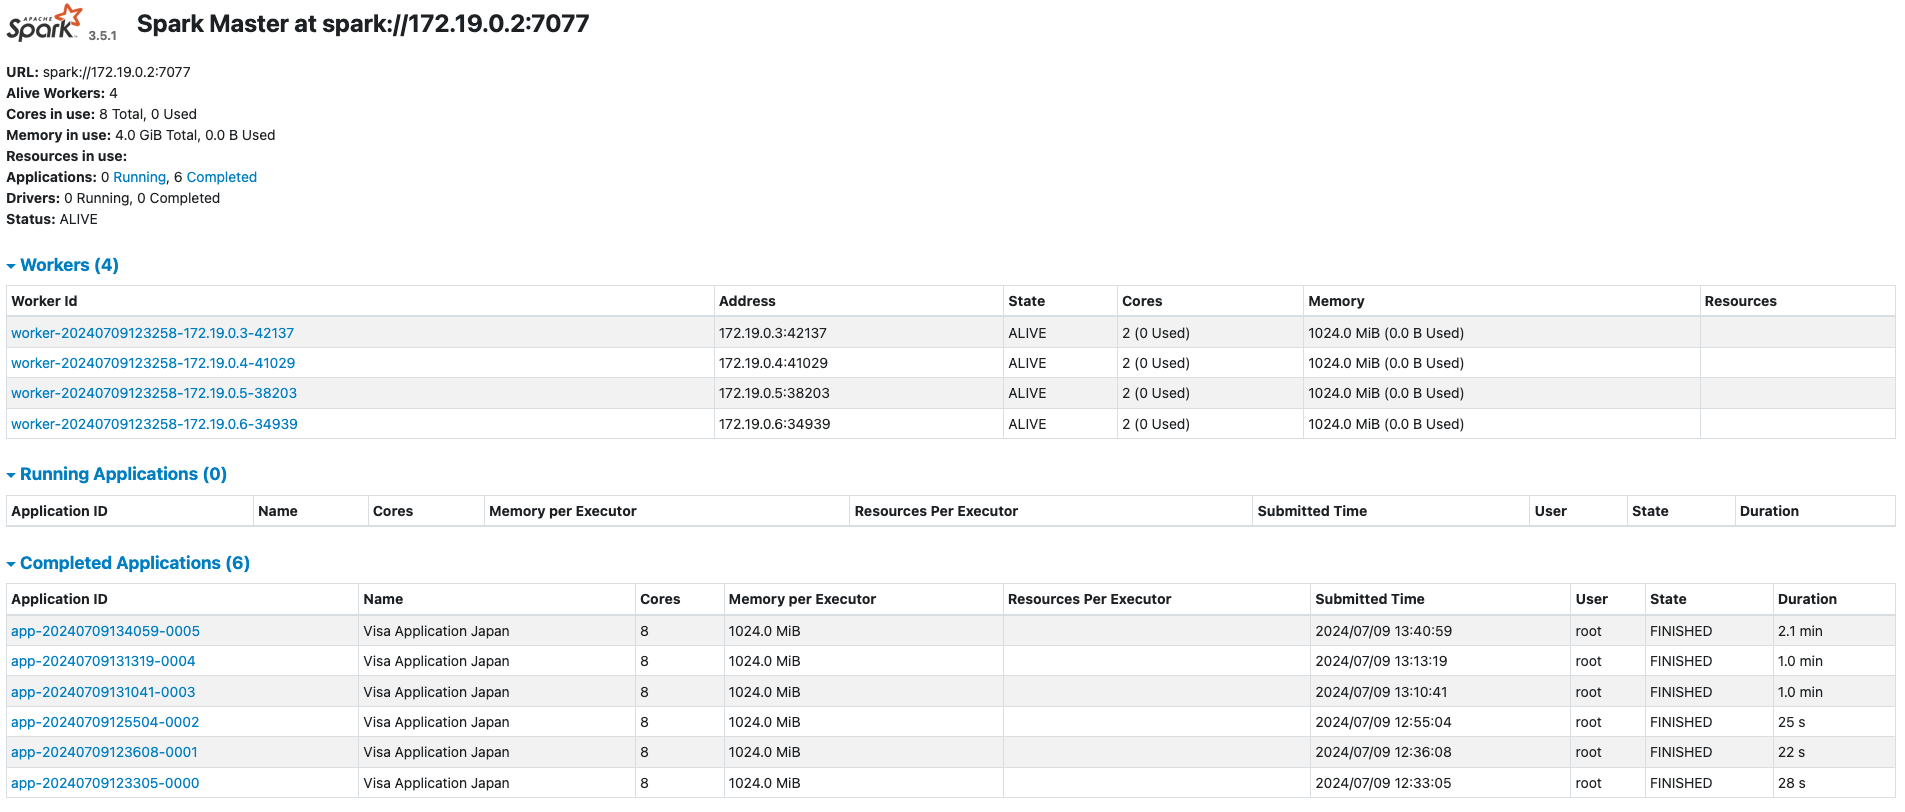 APACHE
Spark 3.5.1 Spark Master at spark://172.19.0.2:7077
URL: spark://172.19.0.2:7077
Alive Workers: 4
Cores in use: 8 Total, 0 Used
Memory in use: 4.0 GiB Total, 0.0 B Used
Resources in use:
Applications: 0 Running, 6 Completed
Drivers: 0 Running, 0 Completed
Status: ALIVE
Workers (4)
Worker Id Address State Cores Memory Resources
worker-20240709123258-172.19.0.3-42137 172.19.0.3:42137 ALIVE 2 (0 Used) 1024.0 MiB (0.0 B Used)
worker-20240709123258-172.19.0.4-41029 172.19.0.4:41029 ALIVE 2 (0 Used) 1024.0 MiB (0.0 B Used)
worker-20240709123258-172.19.0.5-38203 172.19.0.5:38203 ALIVE 2 (0 Used) 1024.0 MiB (0.0 B Used)
worker-20240709123258-172.19.0.6-34939 172.19.0.6:34939 ALIVE 2 (0 Used) 1024.0 MiB (0.0 B Used)
Running Applications (0)
Application ID Name Cores Memory per Executor Resources Per Executor Submitted Time User State Duration
Completed Applications (6)
Application ID Name Cores Memory per Executor Resources Per Executor Submitted Time User State Duration
app-20240709134059-0005 Visa Application Japan 8 1024.0 MiB 2024/07/09 13:40:59 root FINISHED 2.1 min
app-20240709131319-0004 Visa Application Japan 8 1024.0 MiB 2024/07/09 13:13:19 root FINISHED 1.0 min
app-20240709131041-0003 Visa Application Japan 8 1024.0 MiB 2024/07/09 13:10:41 root FINISHED 1.0 min
app-20240709125504-0002 Visa Application Japan 8 1024.0 MiB 2024/07/09 12:55:04 root FINISHED 25 s
app-20240709123608-0001 Visa Application Japan 8 1024.0 MiB 2024/07/09 12:36:08 root FINISHED 22 s
app-20240709123305-0000 Visa Application Japan 8 1024.0 MiB 2024/07/09 12:33:05 root FINISHED 28 s